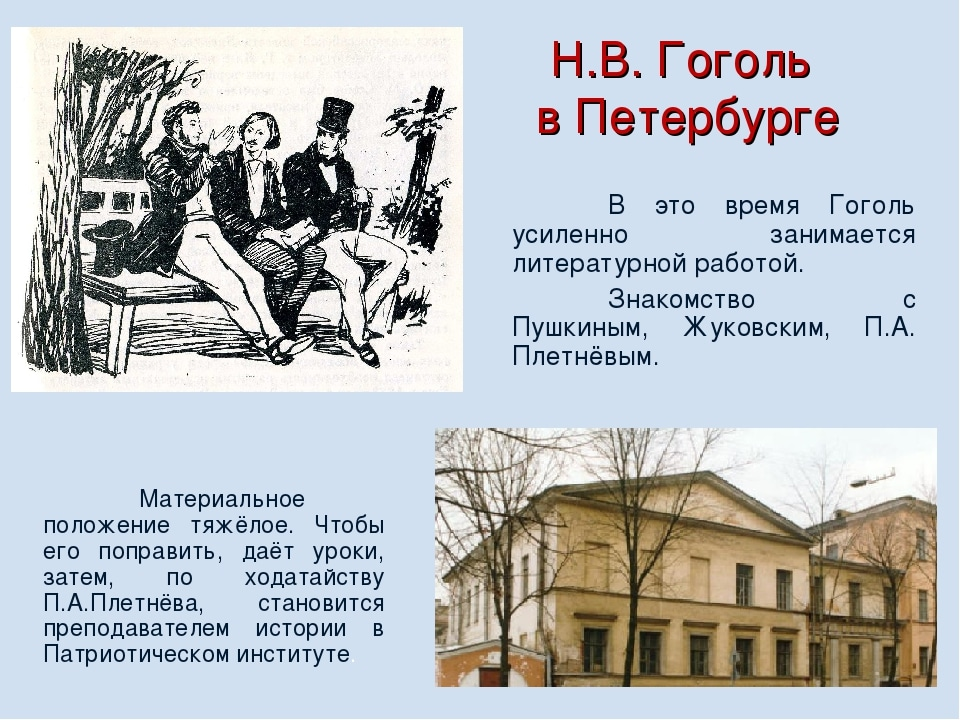 Н.В. Гоголь
в Петербурге
В это время Гоголь
усиленно занимается
литературной работой.
Знакомство с
Пушкиным, Жуковским, П.А.
Плетнёвым.
Материальное
положение тяжёлое. Чтобы
его поправить, даёт уроки,
затем, по ходатайству
П.А.Плетнёва, становится
преподавателем истории в
Патриотическом институте.